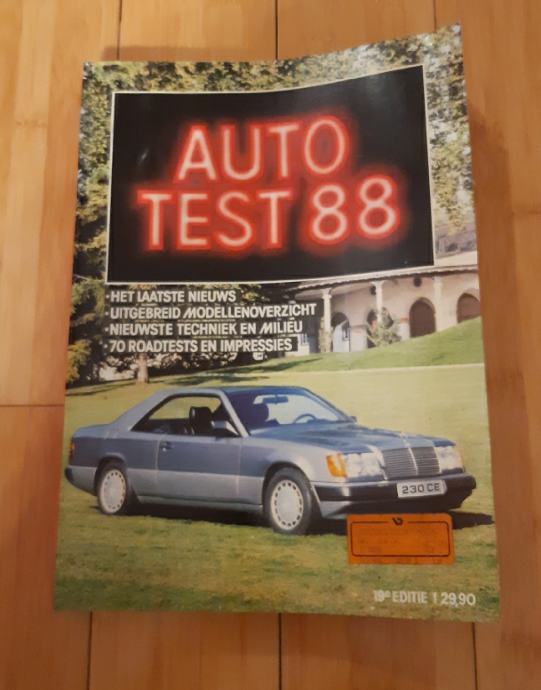 AUTO
TEST 88
·HET LAATSTE NIEUWS
·UITGEBREID MODELLENOVERZICHT
·NIEUWSTE TECHNIEK EN MILIEU
·70 ROADTESTS EN IMPRESSIES
230 CE
19e EDITIE f 29,90